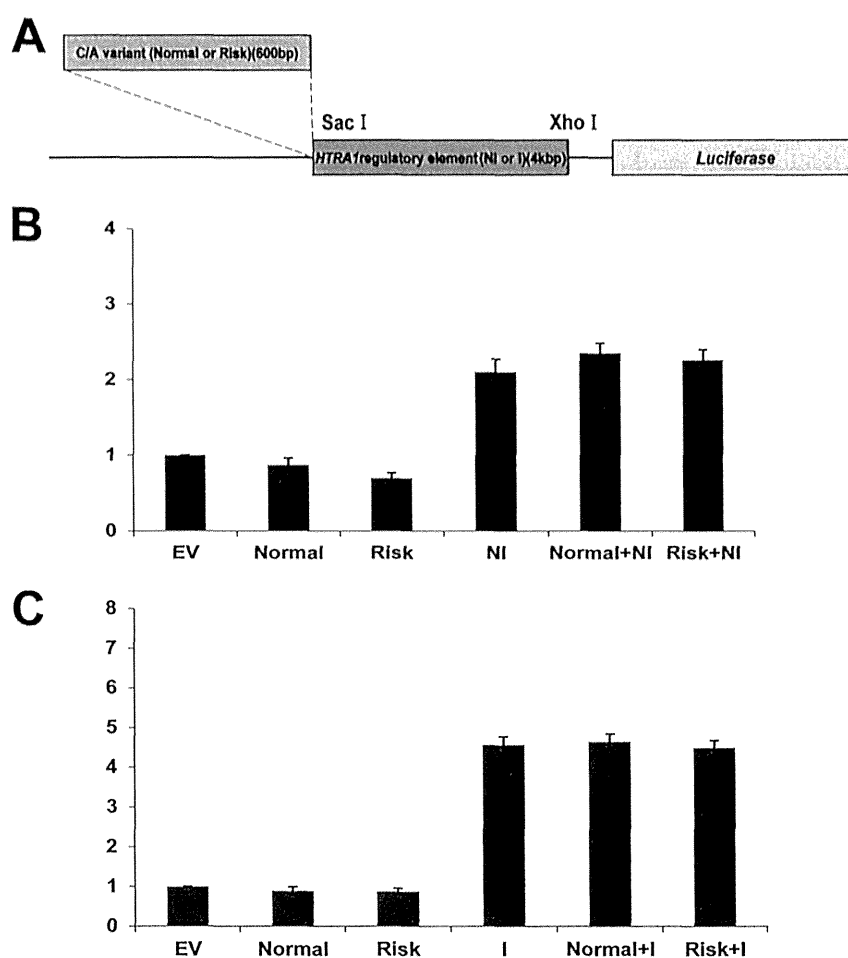 A
C/A variant (Normal or Risk)(600bp)
Sac I
Xho I
HTRA1regulatory element(NI or I)(4kbp)
Luciferase
B
4
3
2
1
0
EV
Normal
Risk
NI
Normal+NI
Risk+NI
C
8
7
6
5
4
3
2
1
0
EV
Normal
Risk
I
Normal+I
Risk+I